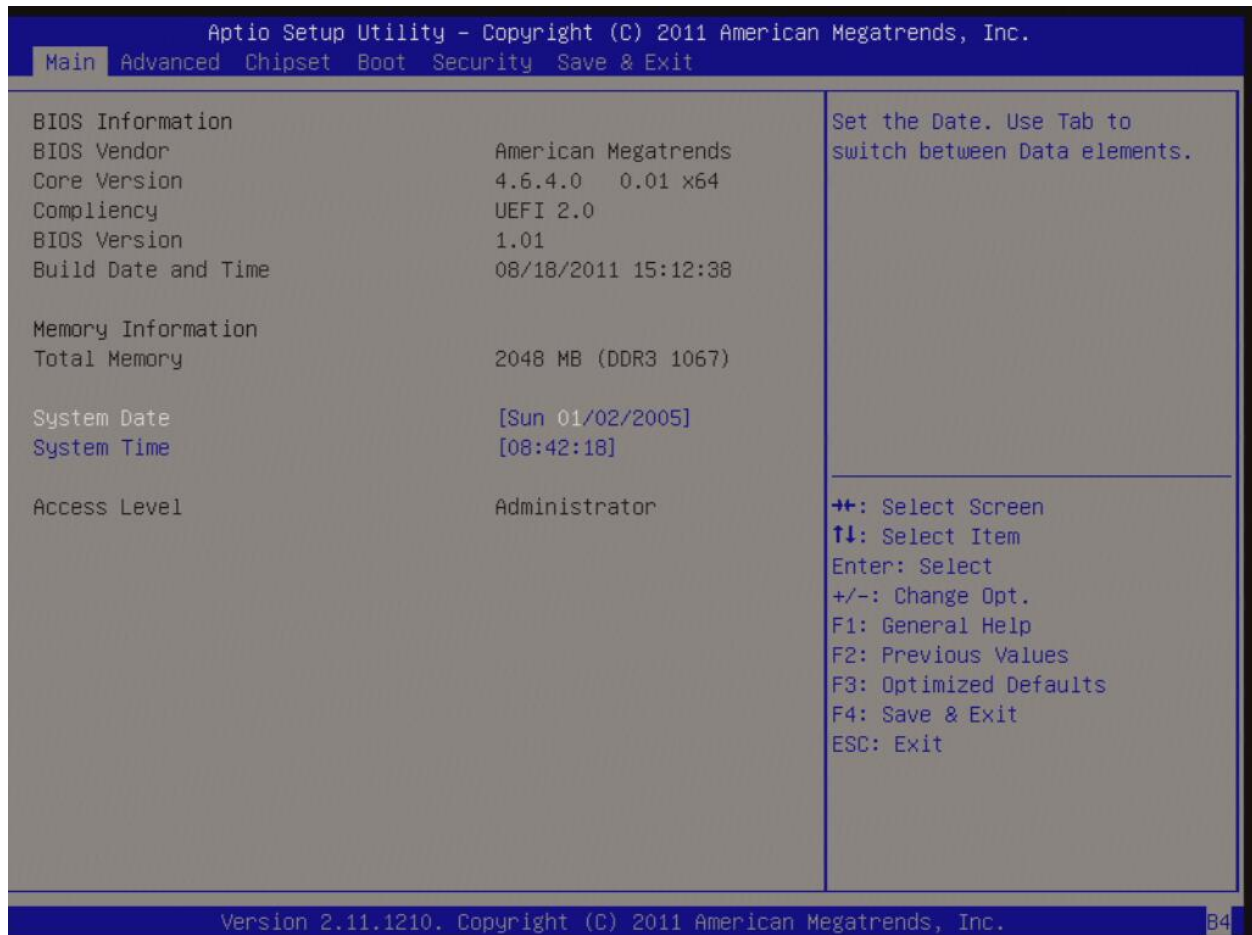 Aptio Setup Utility – Copyright (C) 2011 American Megatrends, Inc.
Main Advanced Chipset Boot Security Save & Exit
BIOS Information
BIOS Vendor American Megatrends
Core Version 4.6.4.0 0.01 x64
Compliency UEFI 2.0
BIOS Version 1.01
Build Date and Time 08/18/2011 15:12:38
Memory Information
Total Memory 2048 MB (DDR3 1067)
System Date [Sun 01/02/2005]
System Time [08:42:18]
Access Level Administrator
Set the Date. Use Tab to
switch between Data elements.
→←: Select Screen
↑↓: Select Item
Enter: Select
+/-: Change Opt.
F1: General Help
F2: Previous Values
F3: Optimized Defaults
F4: Save & Exit
ESC: Exit
Version 2.11.1210. Copyright (C) 2011 American Megatrends, Inc.
B4